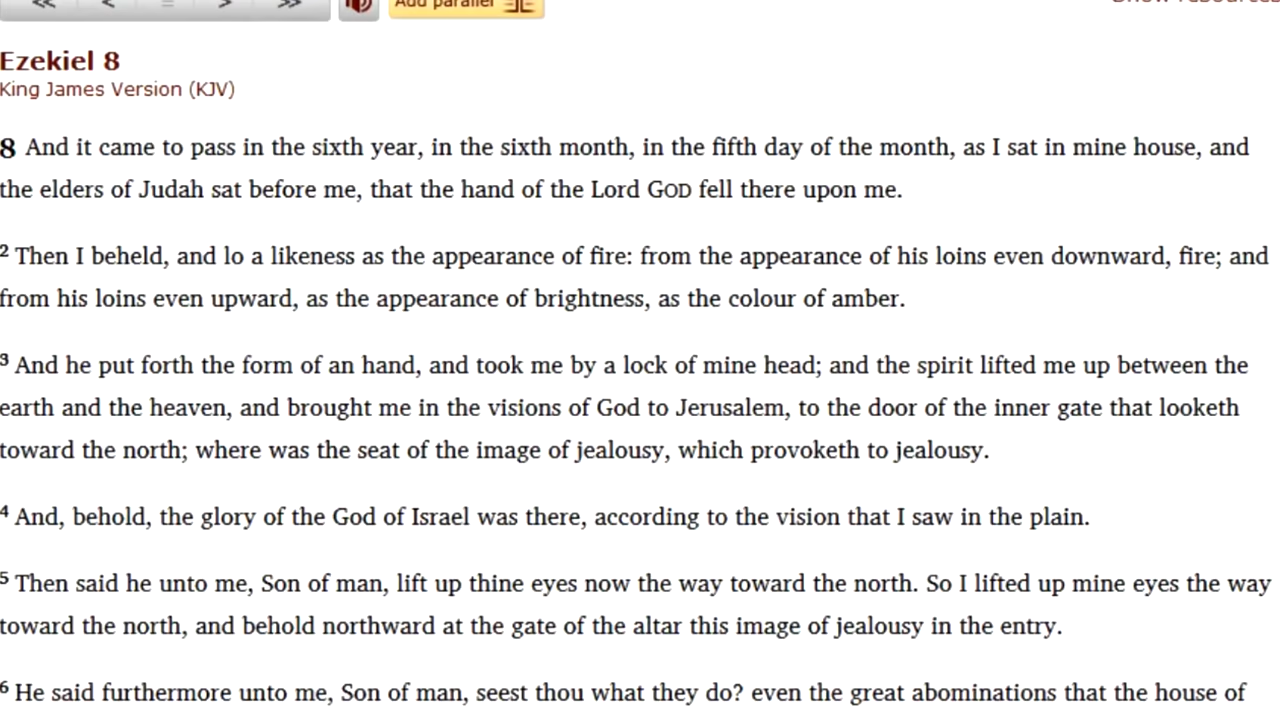 Add parallel
Show resources
Ezekiel 8
King James Version (KJV)
8 And it came to pass in the sixth year, in the sixth month, in the fifth day of the month, as I sat in mine house, and
the elders of Judah sat before me, that the hand of the Lord GOD fell there upon me.
2 Then I beheld, and lo a likeness as the appearance of fire: from the appearance of his loins even downward, fire; and
from his loins even upward, as the appearance of brightness, as the colour of amber.
3 And he put forth the form of an hand, and took me by a lock of mine head; and the spirit lifted me up between the
earth and the heaven, and brought me in the visions of God to Jerusalem, to the door of the inner gate that looketh
toward the north; where was the seat of the image of jealousy, which provoketh to jealousy.
4 And, behold, the glory of the God of Israel was there, according to the vision that I saw in the plain.
5 Then said he unto me, Son of man, lift up thine eyes now the way toward the north. So I lifted up mine eyes the way
toward the north, and behold northward at the gate of the altar this image of jealousy in the entry.
6 He said furthermore unto me, Son of man, seest thou what they do? even the great abominations that the house of